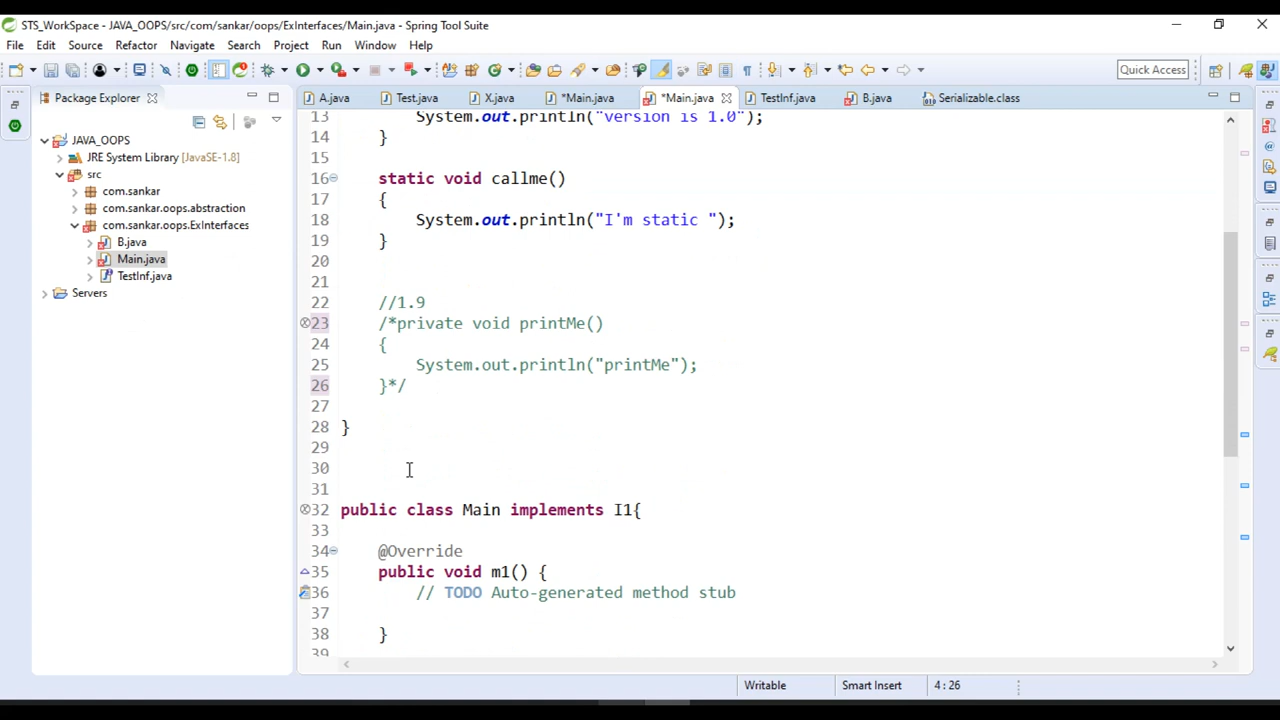 STS_WorkSpace - JAVA_OOPS/src/com/sankar/oops/ExInterfaces/Main.java - Spring Tool Suite
File Edit Source Refactor Navigate Search Project Run Window Help
Quick Access
Package Explorer
A.java Test.java X.java *Main.java *Main.java TestInf.java B.java Serializable.class
JAVA_OOPS
JRE System Library [JavaSE-1.8]
src
com.sankar
com.sankar.oops.abstraction
com.sankar.oops.ExInterfaces
B.java
Main.java
TestInf.java
Servers
13 System.out.println("version is 1.0");
14 }
15
16 static void callme()
17 {
18 System.out.println("I'm static ");
19 }
20
21
22 //1.9
23 /*private void printMe()
24 {
25 System.out.println("printMe");
26 }*/
27
28 }
29
30
31
32 public class Main implements I1{
33
34 @Override
35 public void m1() {
36 // TODO Auto-generated method stub
37
38 }
39
Writable Smart Insert 4:26